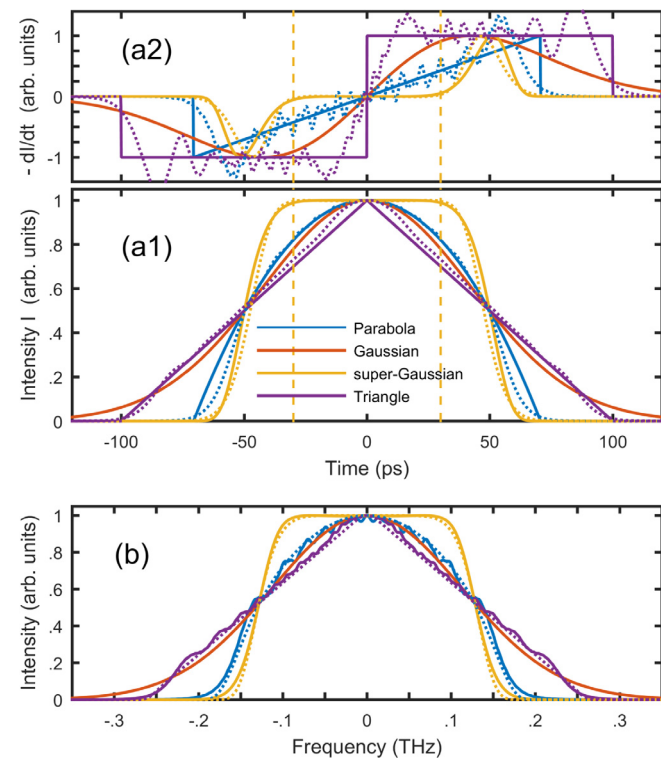 - dI/dt (arb. units)
(a2)
1
0
-1
Intensity I (arb. units)
(a1)
1
.8
.6
.4
.2
0
Parabola
Gaussian
super-Gaussian
Triangle
-100 -50 0 50 100
Time (ps)
Intensity (arb. units)
(b)
1
.8
.6
.4
.2
0
-.3 -.2 -.1 0 .1 .2 .3
Frequency (THz)